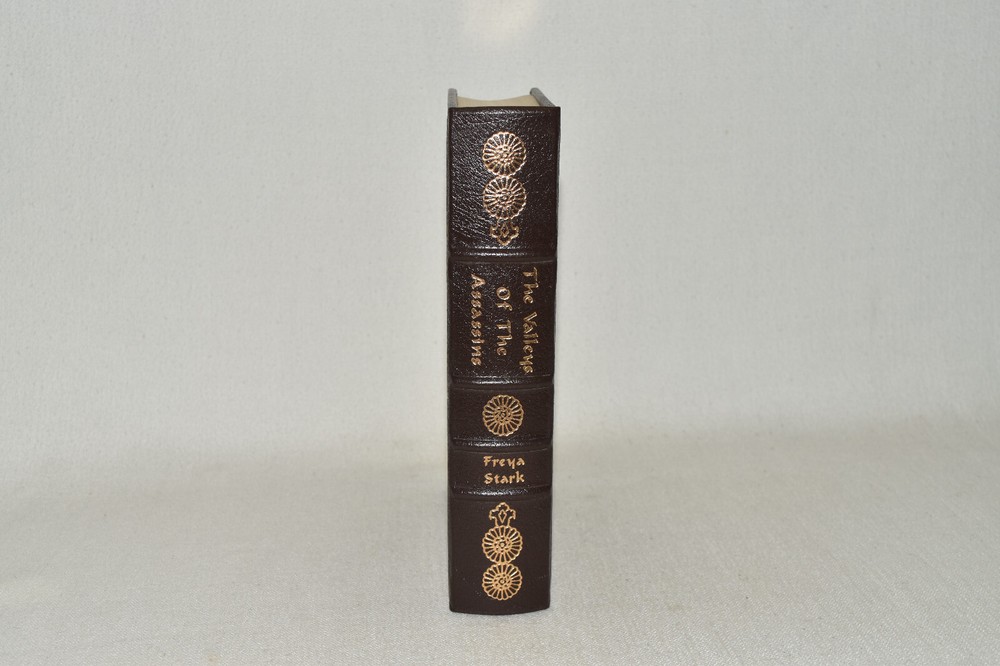 The Valleys
Of The
Assassins
Freya
Stark